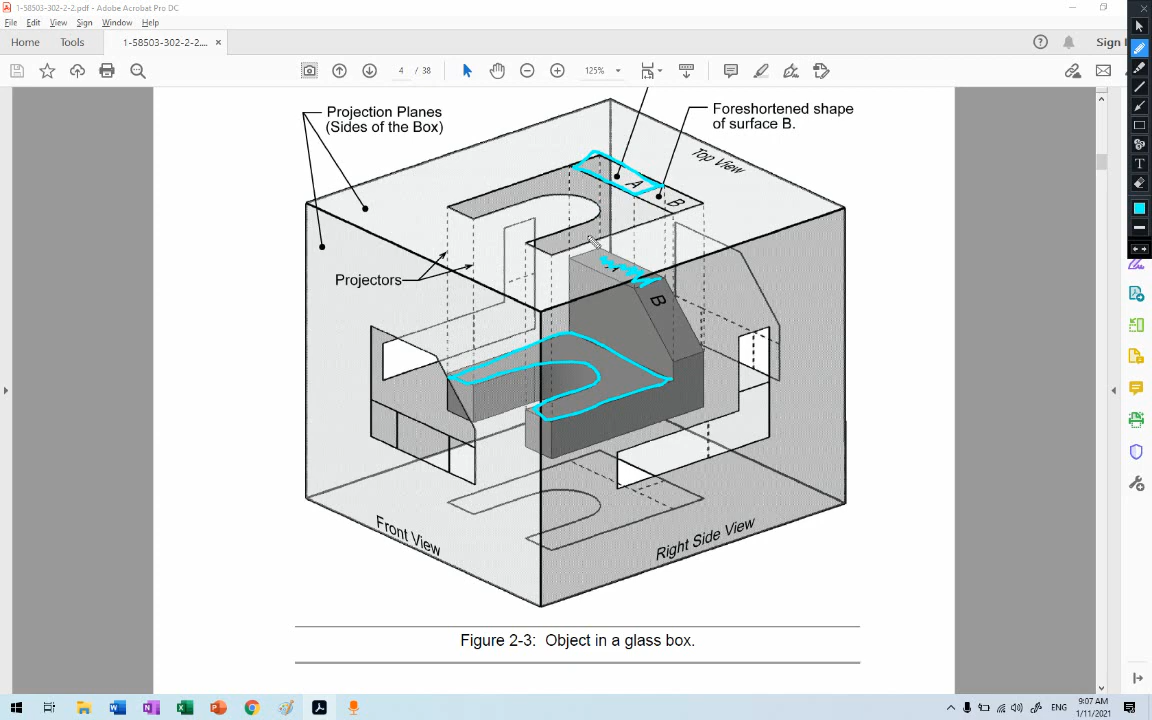 1-58503-302-2-2.pdf - Adobe Acrobat Pro DC
File Edit View Sign Window Help
Home Tools 1-58503-302-2-2.... × Sign
4 / 38 125%
Projection Planes
(Sides of the Box)
Foreshortened shape
of surface B.
Top View
A
B
Projectors
B
Front View
Right Side View
Figure 2-3: Object in a glass box.
ENG
9:07 AM
1/11/2021